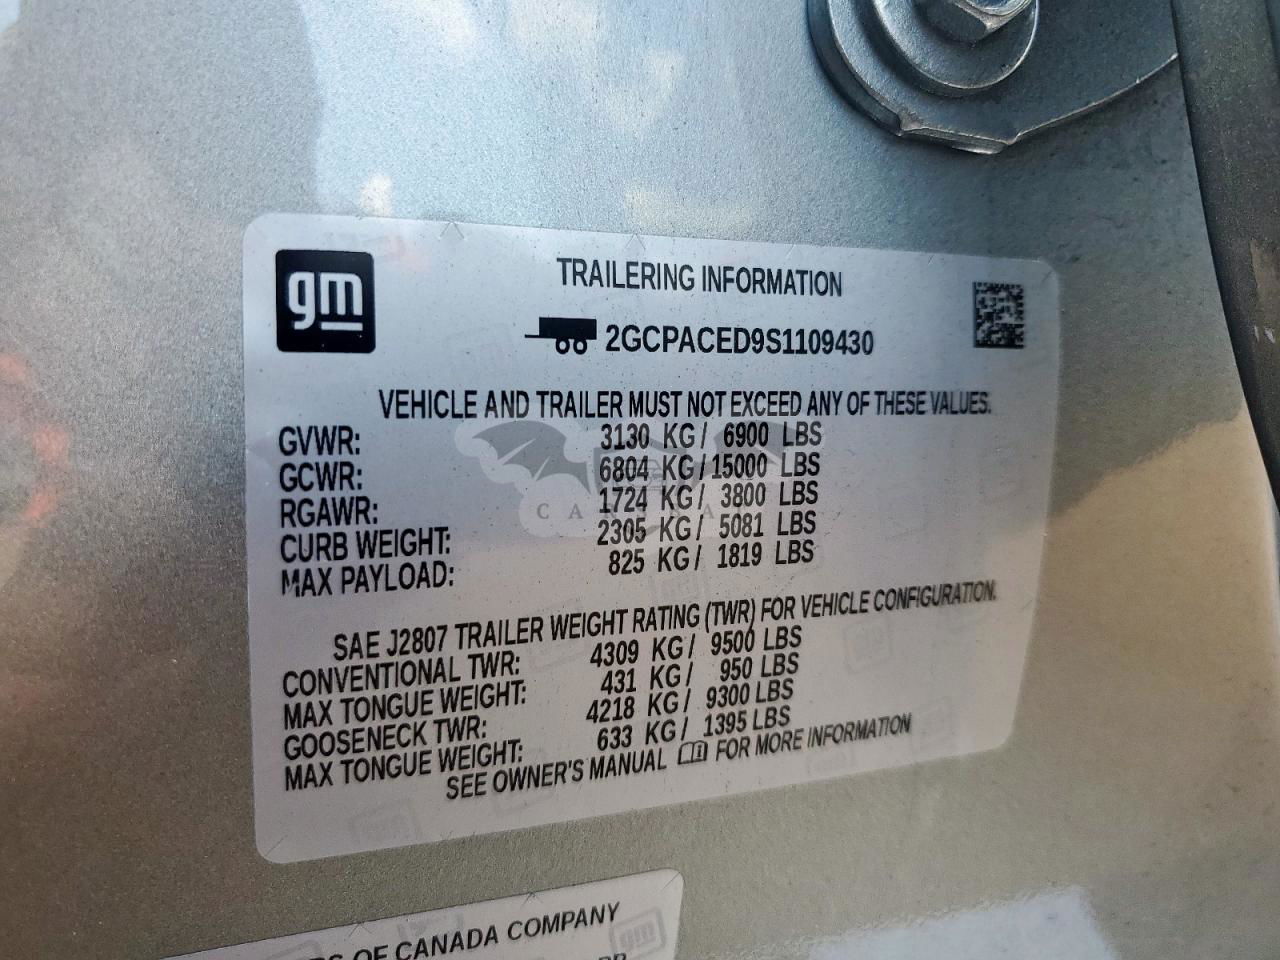 gm
TRAILERING INFORMATION
2GCPACED9S1109430
VEHICLE AND TRAILER MUST NOT EXCEED ANY OF THESE VALUES.
GVWR: 3130 KG / 6900 LBS
GCWR: 6804 KG / 15000 LBS
RGAWR: 1724 KG / 3800 LBS
CURB WEIGHT: 2305 KG / 5081 LBS
MAX PAYLOAD: 825 KG / 1819 LBS
SAE J2807 TRAILER WEIGHT RATING (TWR) FOR VEHICLE CONFIGURATION.
CONVENTIONAL TWR: 4309 KG / 9500 LBS
MAX TONGUE WEIGHT: 431 KG / 950 LBS
GOOSENECK TWR: 4218 KG / 9300 LBS
MAX TONGUE WEIGHT: 633 KG / 1395 LBS
SEE OWNER'S MANUAL FOR MORE INFORMATION
OF CANADA COMPANY
gm